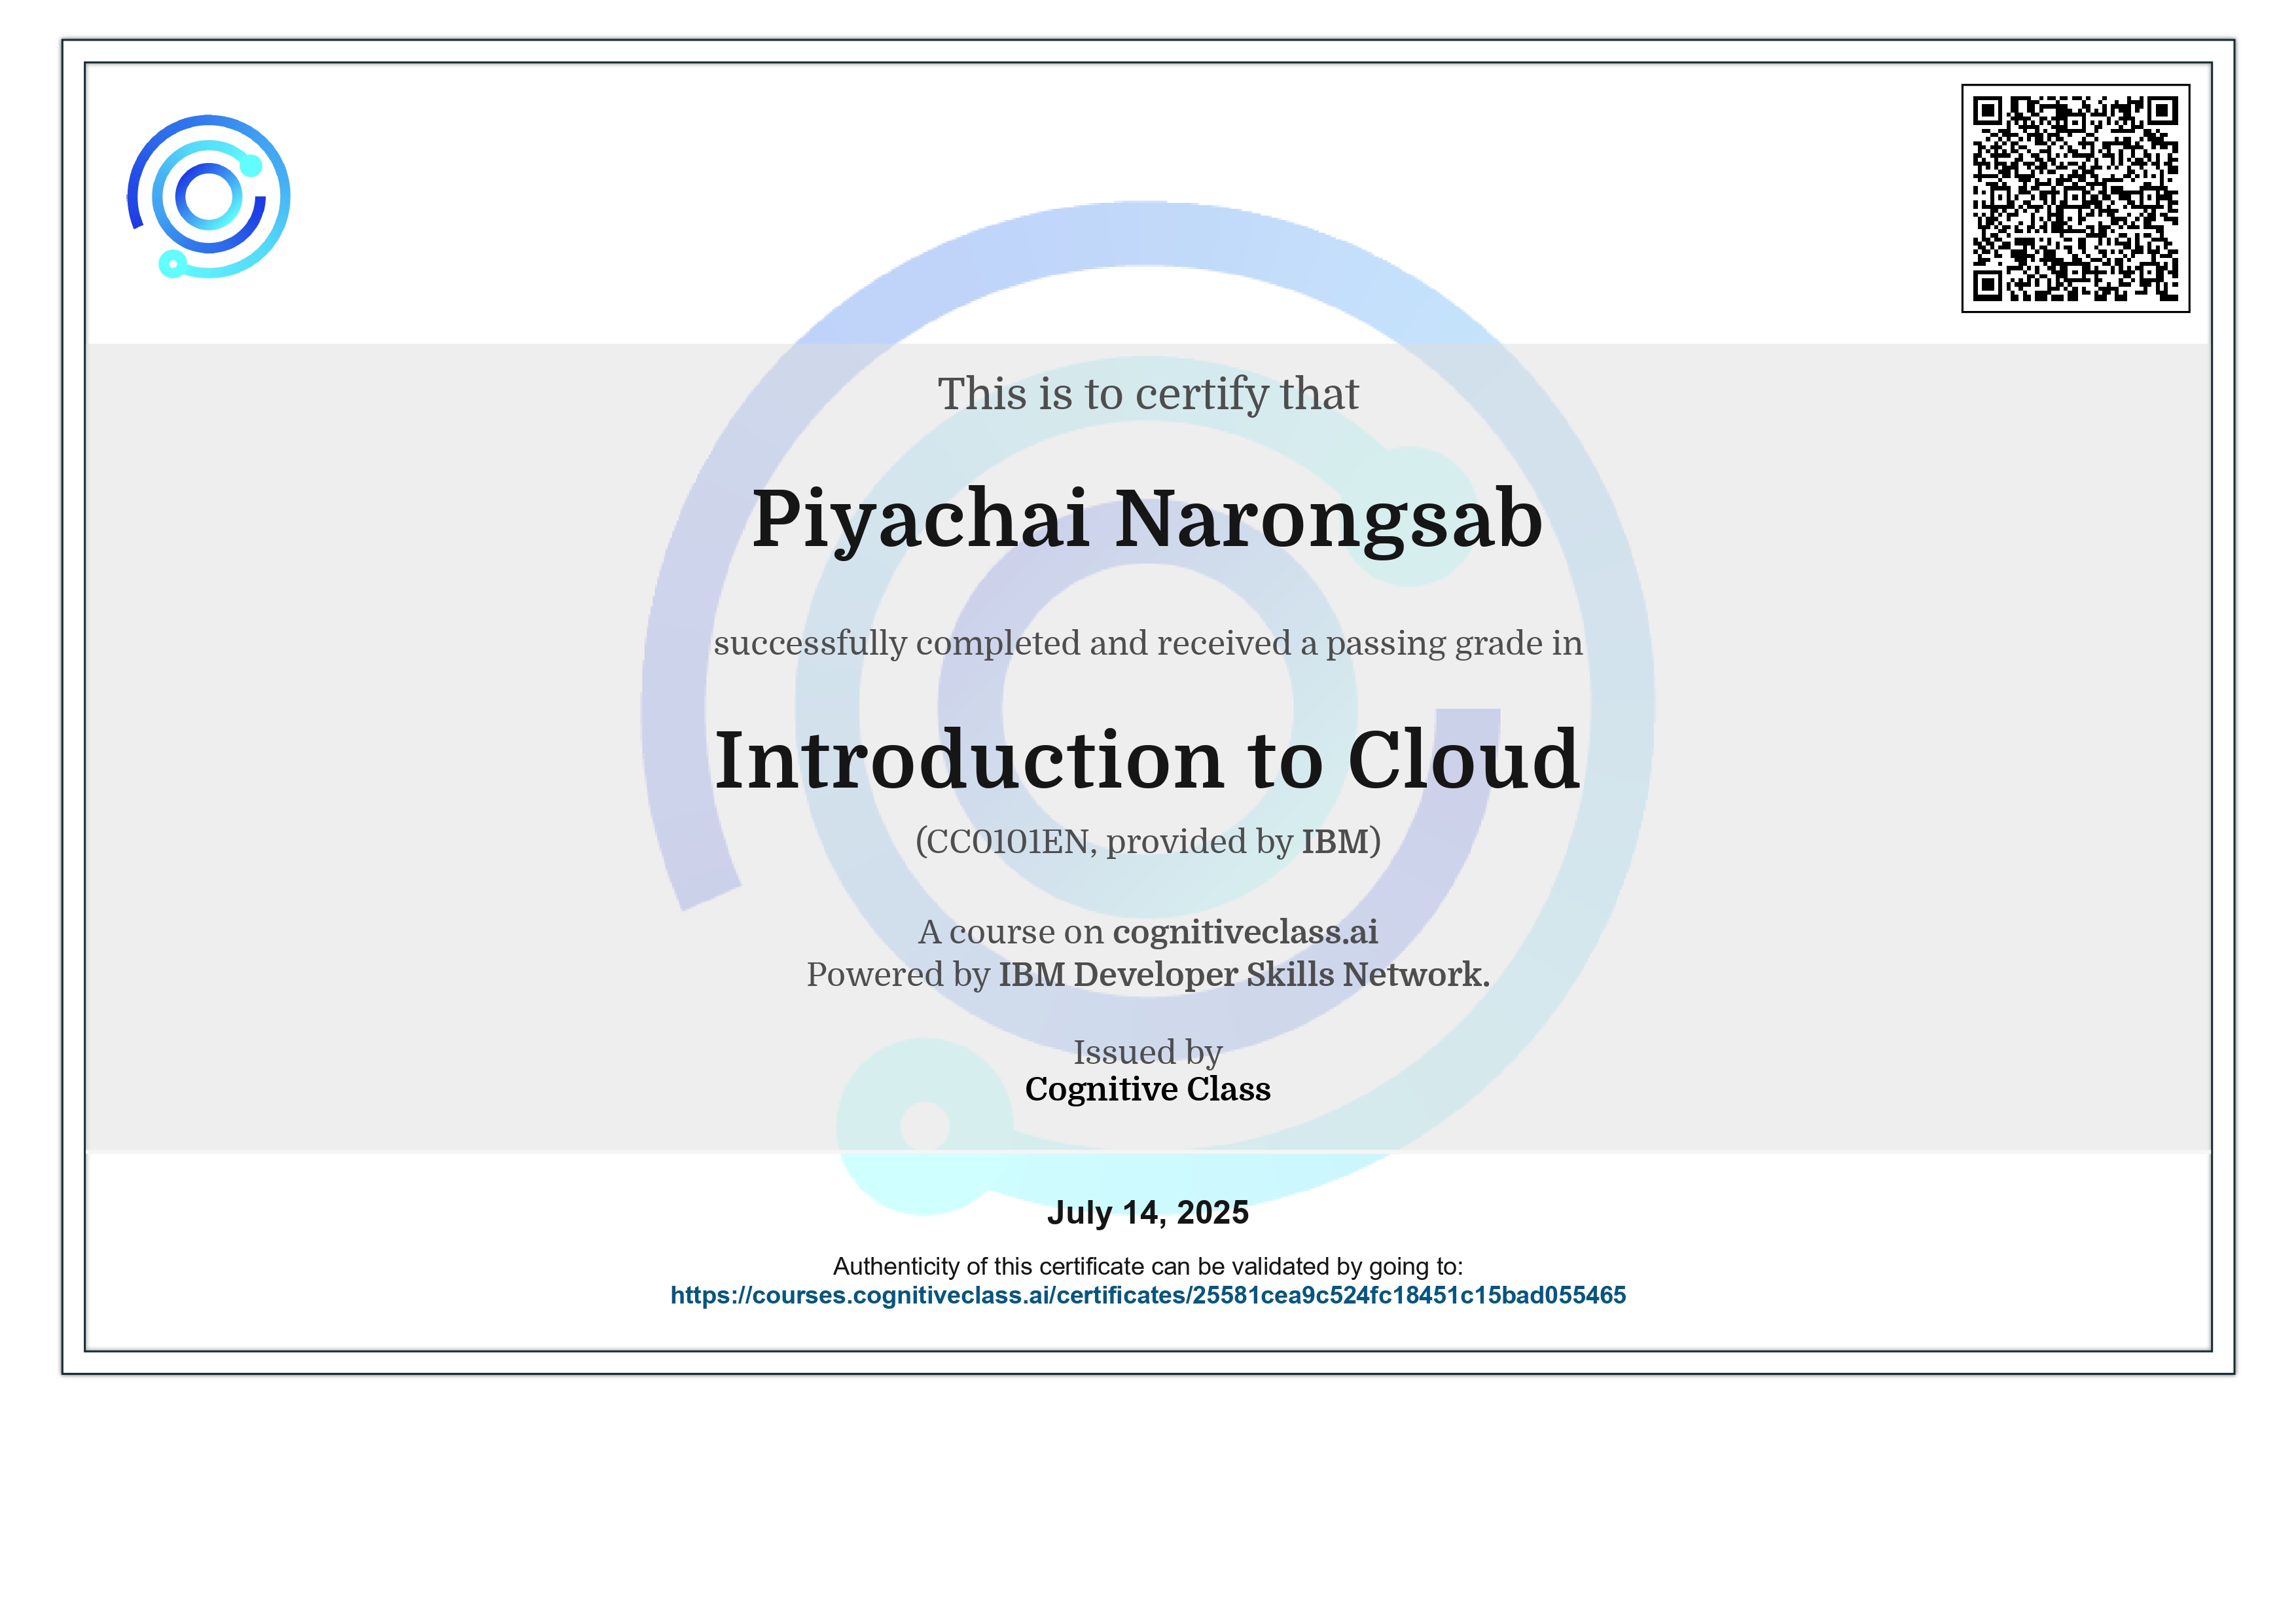 This is to certify that
Piyachai Narongsab
successfully completed and received a passing grade in
Introduction to Cloud
(CC0101EN, provided by IBM)
A course on cognitiveclass.ai
Powered by IBM Developer Skills Network.
Issued by
Cognitive Class
July 14, 2025
Authenticity of this certificate can be validated by going to:
https://courses.cognitiveclass.ai/certificates/25581cea9c524fc18451c15bad055465